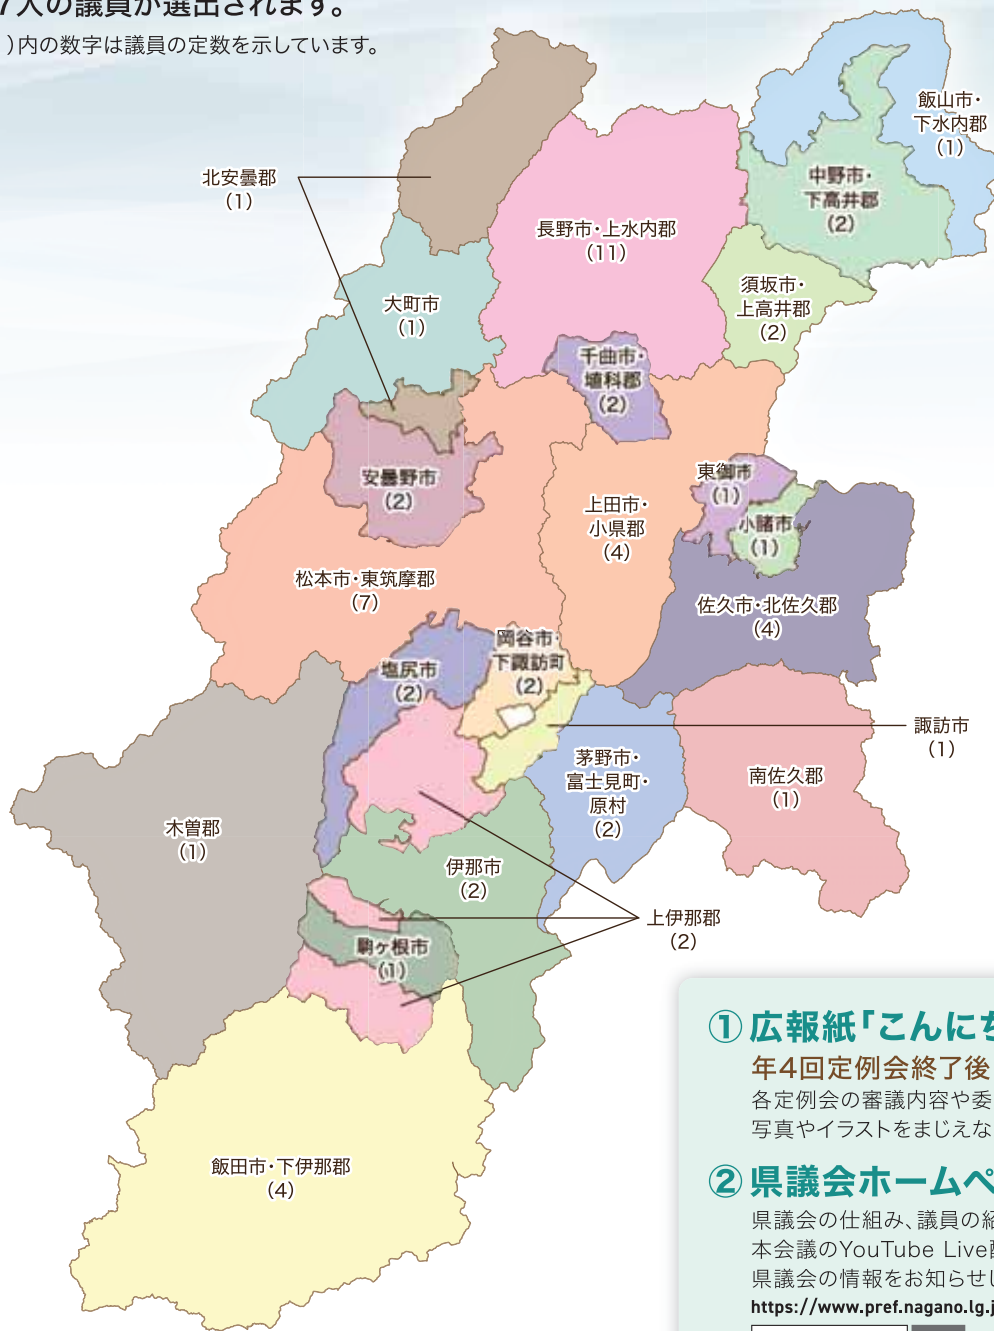 7人の議員が選出されます。
)内の数字は議員の定数を示しています。
飯山市・
下水内郡
(1)
中野市・
下高井郡
(2)
北安曇郡
(1)
長野市・上水内郡
(11)
須坂市・
上高井郡
(2)
大町市
(1)
千曲市・
埴科郡
(2)
安曇野市
(2)
東御市
(1)
上田市・
小県郡
(4)
小諸市
(1)
松本市・東筑摩郡
(7)
佐久市・北佐久郡
(4)
岡谷市・
下諏訪町
(2)
塩尻市
(2)
諏訪市
(1)
茅野市・
富士見町・
原村
(2)
南佐久郡
(1)
木曽郡
(1)
伊那市
(2)
上伊那郡
(2)
駒ヶ根市
(1)
飯田市・下伊那郡
(4)
①広報紙「こんにち
年4回定例会終了後
各定例会の審議内容や委
写真やイラストをまじえな
②県議会ホームペ
県議会の仕組み、議員の紹
本会議のYouTube Live配
県議会の情報をお知らせし
https://www.pref.nagano.lg.j